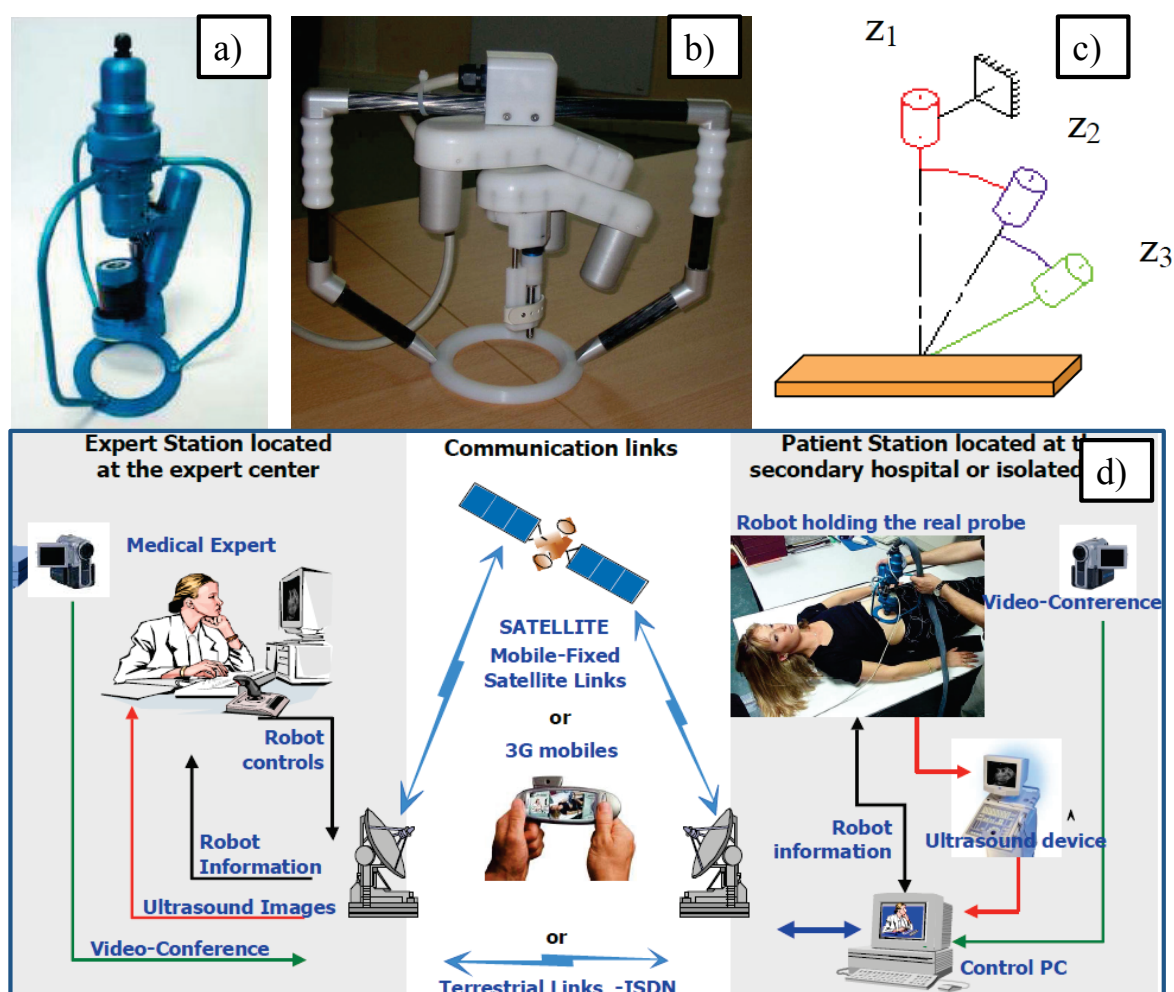 a)
b)
c)
z1
z2
z3
d)
Expert Station located
at the expert center
Communication links
Patient Station located at t
secondary hospital or isolated
Medical Expert
Robot holding the real probe
Video-Conference
SATELLITE
Mobile-Fixed
Satellite Links
or
3G mobiles
Robot
controls
Robot
Information
Ultrasound Images
Video-Conference
Robot
information
Ultrasound device
or
Terrestrial Links -ISDN
Control PC